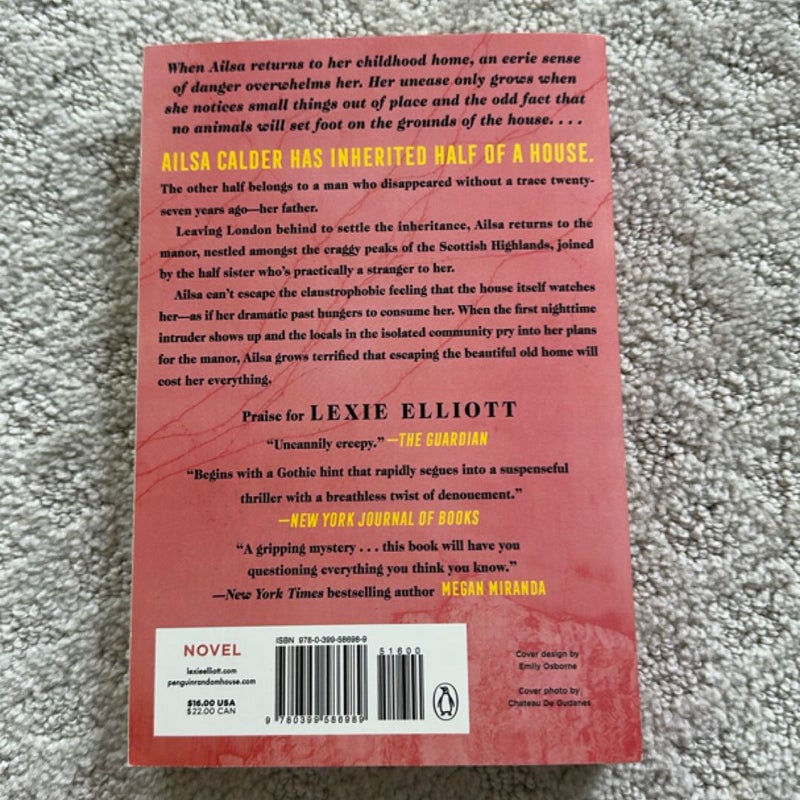 When Ailsa returns to her childhood home, an eerie sense
of danger overwhelms her. Her unease only grows when
she notices small things out of place and the odd fact that
no animals will set foot on the grounds of the house. . . .
AILSA CALDER HAS INHERITED HALF OF A HOUSE.
The other half belongs to a man who disappeared without a trace twenty-
seven years ago—her father.
Leaving London behind to settle the inheritance, Ailsa returns to the
manor, nestled amongst the craggy peaks of the Scottish Highlands, joined
by the half sister who's practically a stranger to her.
Ailsa can't escape the claustrophobic feeling that the house itself watches
her—as if her dramatic past hungers to consume her. When the first nighttime
intruder shows up and the locals in the isolated community pry into her plans
for the manor, Ailsa grows terrified that escaping the beautiful old home will
cost her everything.
Praise for LEXIE ELLIOTT
“Uncannily creepy.” —THE GUARDIAN
“Begins with a Gothic hint that rapidly segues into a suspenseful
thriller with a breathless twist of denouement.”
—NEW YORK JOURNAL OF BOOKS
“A gripping mystery . . . this book will have you
questioning everything you think you know.”
—New York Times bestselling author MEGAN MIRANDA
NOVEL
lexieelliott.com
penguinrandomhouse.com
$16.00 USA
$22.00 CAN
ISBN 978-0-399-58698-9
51600
9 780399 586989
Cover design by
Emily Osborne
Cover photo by
Chateau De Gudanes